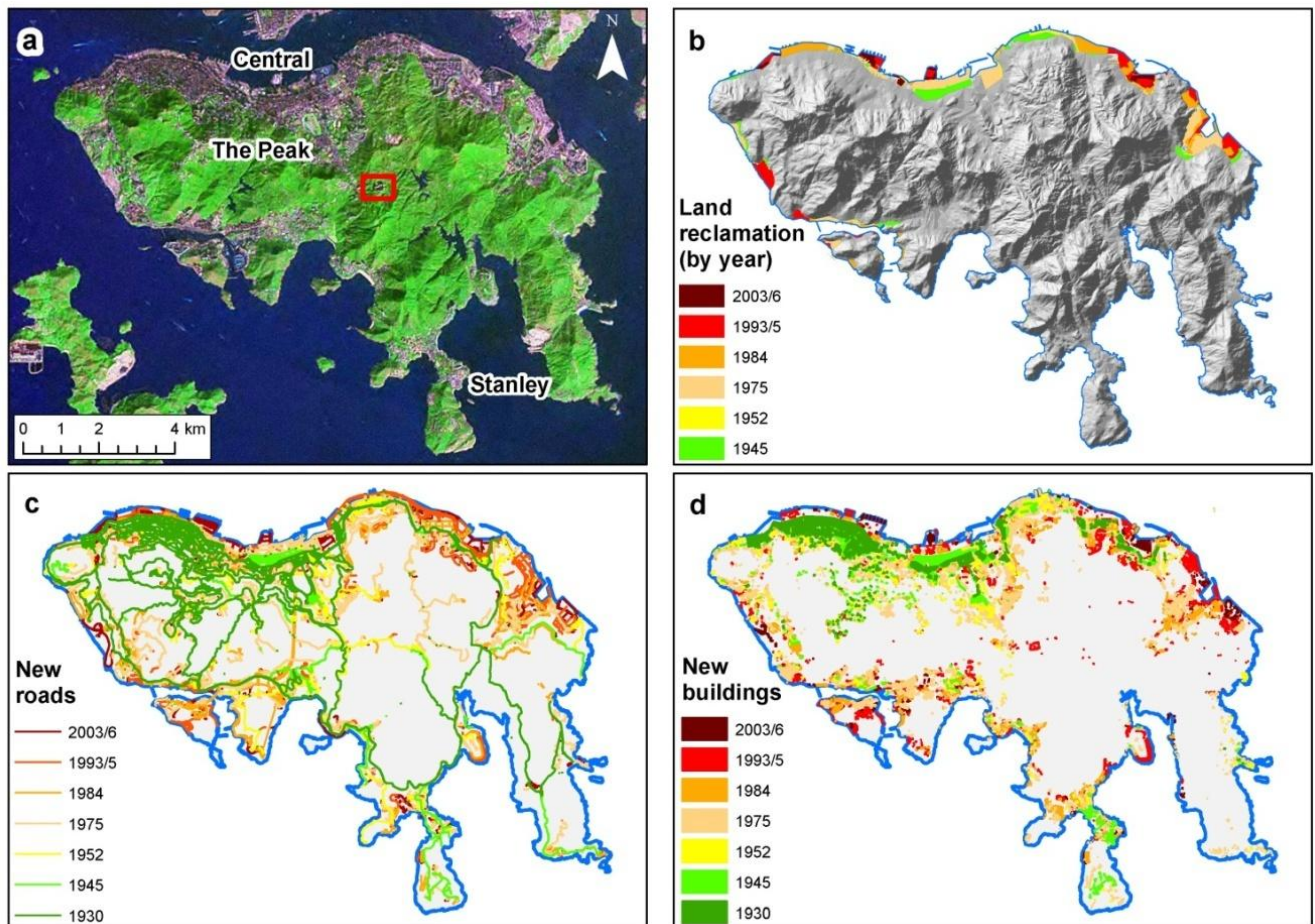 a
N
Central
The Peak
Stanley
0 1 2 4 km
b
Land
reclamation
(by year)
2003/6
1993/5
1984
1975
1952
1945
c
New
roads
2003/6
1993/5
1984
1975
1952
1945
1930
d
New
buildings
2003/6
1993/5
1984
1975
1952
1945
1930